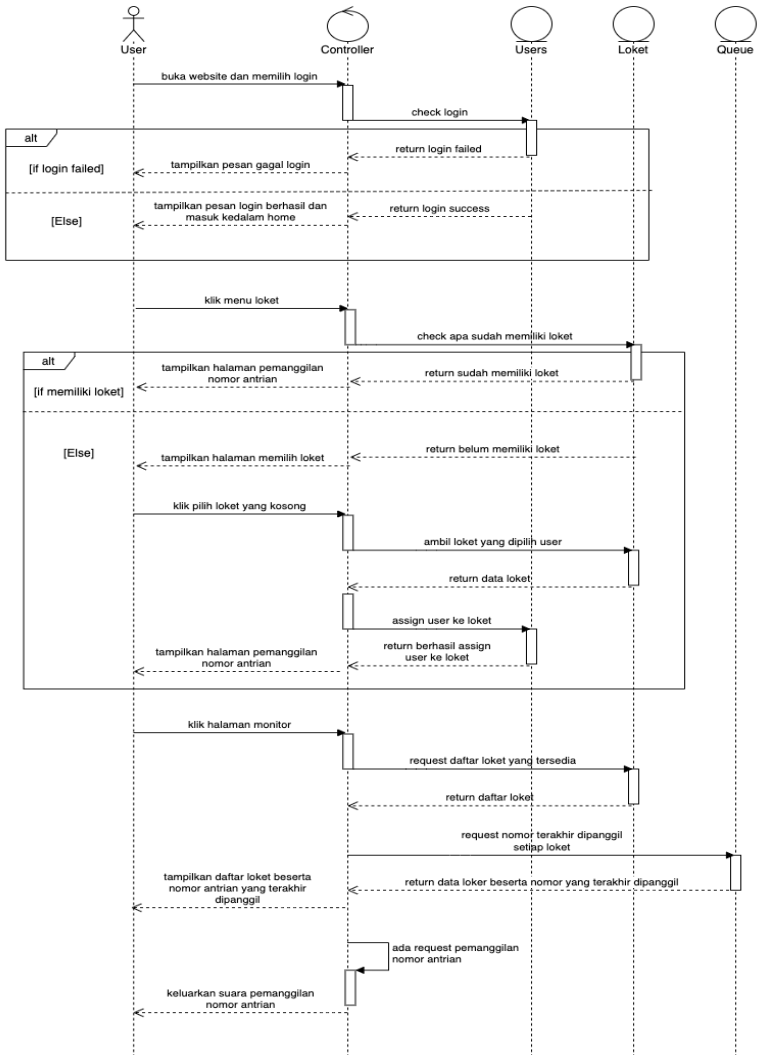 User
Controller
Users
Loket
Queue
buka website dan memilih login
check login
alt
return login failed
[if login failed]
tampilkan pesan gagal login
tampilkan pesan login berhasil dan
masuk kedalam home
return login success
[Else]
klik menu loket
check apa sudah memiliki loket
alt
tampilkan halaman pemanggilan
nomor antrian
return sudah memiliki loket
[if memiliki loket]
return belum memiliki loket
[Else]
tampilkan halaman memilih loket
klik pilih loket yang kosong
ambil loket yang dipilih user
return data loket
assign user ke loket
return berhasil assign
user ke loket
tampilkan halaman pemanggilan
nomor antrian
klik halaman monitor
request daftar loket yang tersedia
return daftar loket
request nomor terakhir dipanggil
setiap loket
tampilkan daftar loket beserta
nomor antrian yang terakhir
dipanggil
return data loker beserta nomor yang terakhir dipanggil
ada request pemanggilan
nomor antrian
keluarkan suara pemanggilan
nomor antrian